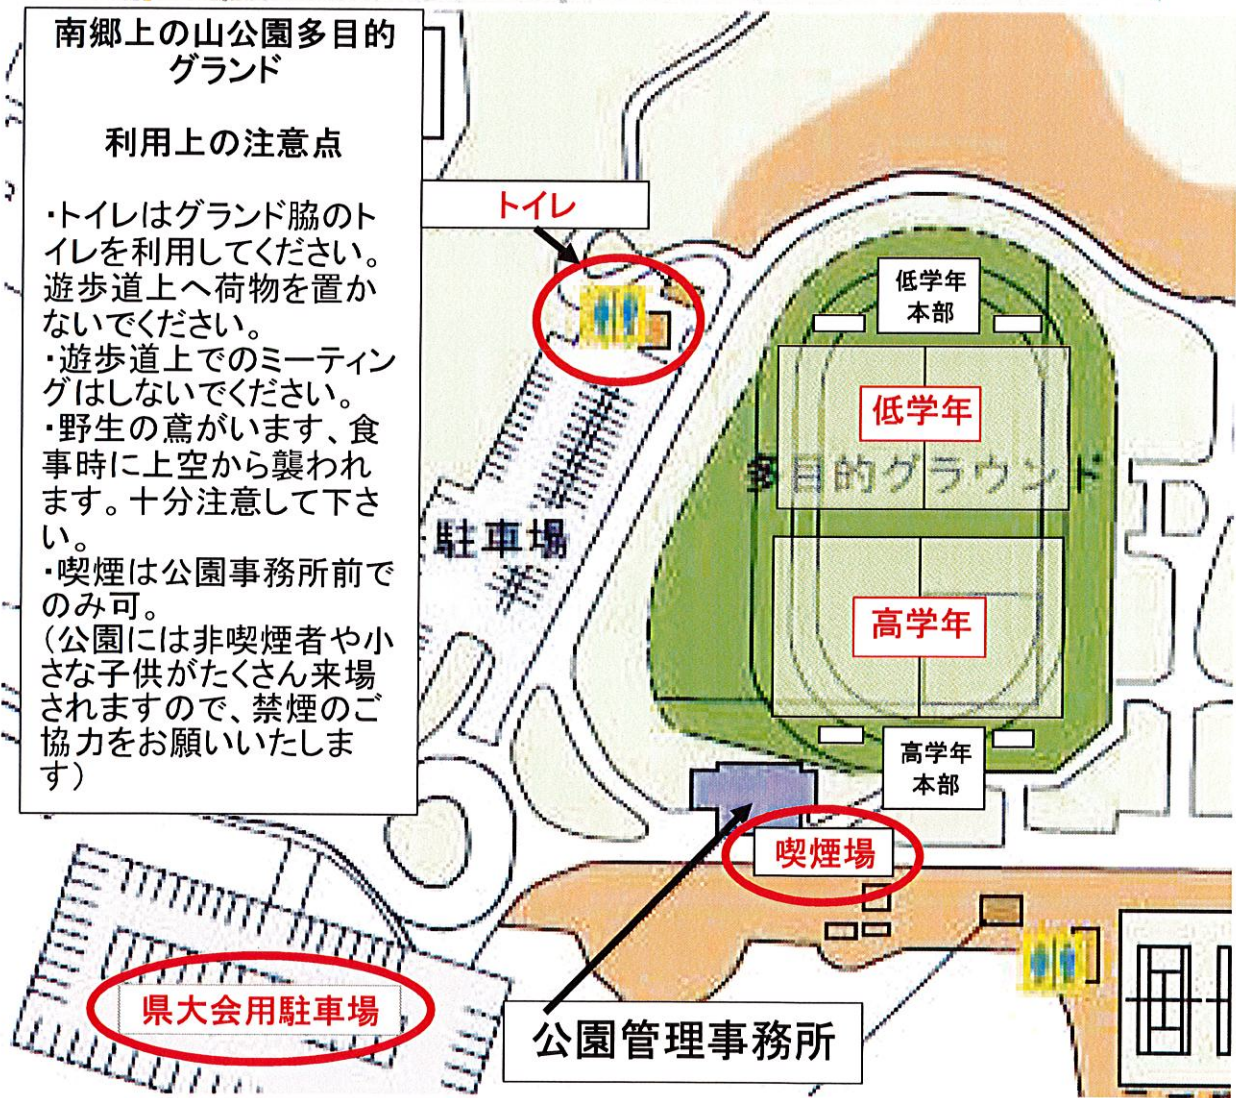 南郷上の山公園多目的
グランド
利用上の注意点
・トイレはグランド脇のト
イレを利用してください。
遊歩道上へ荷物を置か
ないでください。
・遊歩道上でのミーティン
グはしないでください。
・野生の鳶がいます、食
事時に上空から襲われ
ます。十分注意して下さ
い。
・喫煙は公園事務所前で
のみ可。
(公園には非喫煙者や小
さな子供がたくさん来場
されますので、禁煙のご
協力をお願いいたしま
す)
トイレ
低学年
本部
低学年
多目的グラウンド
駐車場
高学年
高学年
本部
喫煙場
県大会用駐車場
公園管理事務所